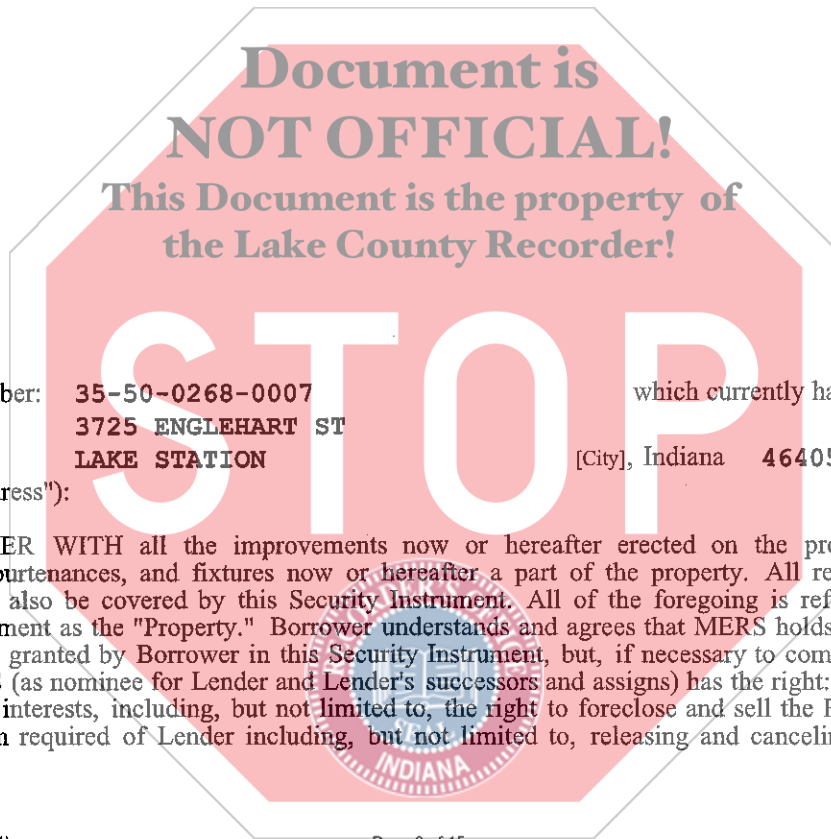 Document is
NOT OFFICIAL!
This Document is the property of
the Lake County Recorder!
STOP
ber: 35-50-0268-0007 which currently ha
3725 ENGLEHART ST
LAKE STATION [City], Indiana 46405
ress"):
ER WITH all the improvements now or hereafter erected on the pro
purtenances, and fixtures now or hereafter a part of the property. All re
also be covered by this Security Instrument. All of the foregoing is ref
ment as the "Property." Borrower understands and agrees that MERS holds
granted by Borrower in this Security Instrument, but, if necessary to com
(as nominee for Lender and Lender's successors and assigns) has the right:
interests, including, but not limited to, the right to foreclose and sell the
n required of Lender including, but not limited to, releasing and cancelin
RECORDER'S OFFICE
SEAL
INDIANA